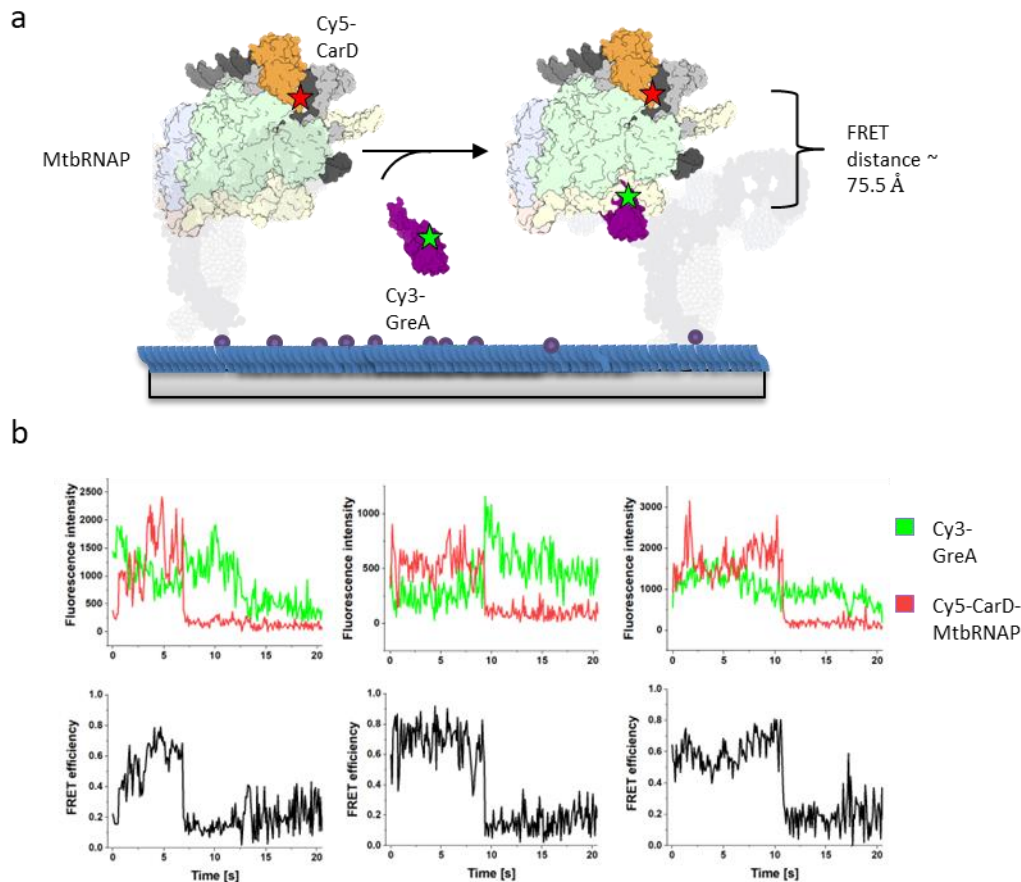 a
Cy5-
CarD
MtbRNAP
Cy3-
GreA
FRET
distance ~
75.5 Å
b
Fluorescence intensity
2500
2000
1500
1000
500
0
0 5 10 15 20
Fluorescence intensity
1000
500
0
0 5 10 15 20
Fluorescence intensity
3000
2000
1000
0
0 5 10 15 20
Cy3-
GreA
Cy5-CarD-
MtbRNAP
FRET efficiency
1.0
0.8
0.6
0.4
0.2
0.0
0 5 10 15 20
Time [s]
FRET efficiency
1.0
0.8
0.6
0.4
0.2
0.0
0 5 10 15 20
Time [s]
FRET efficiency
1.0
0.8
0.6
0.4
0.2
0.0
0 5 10 15 20
Time [s]